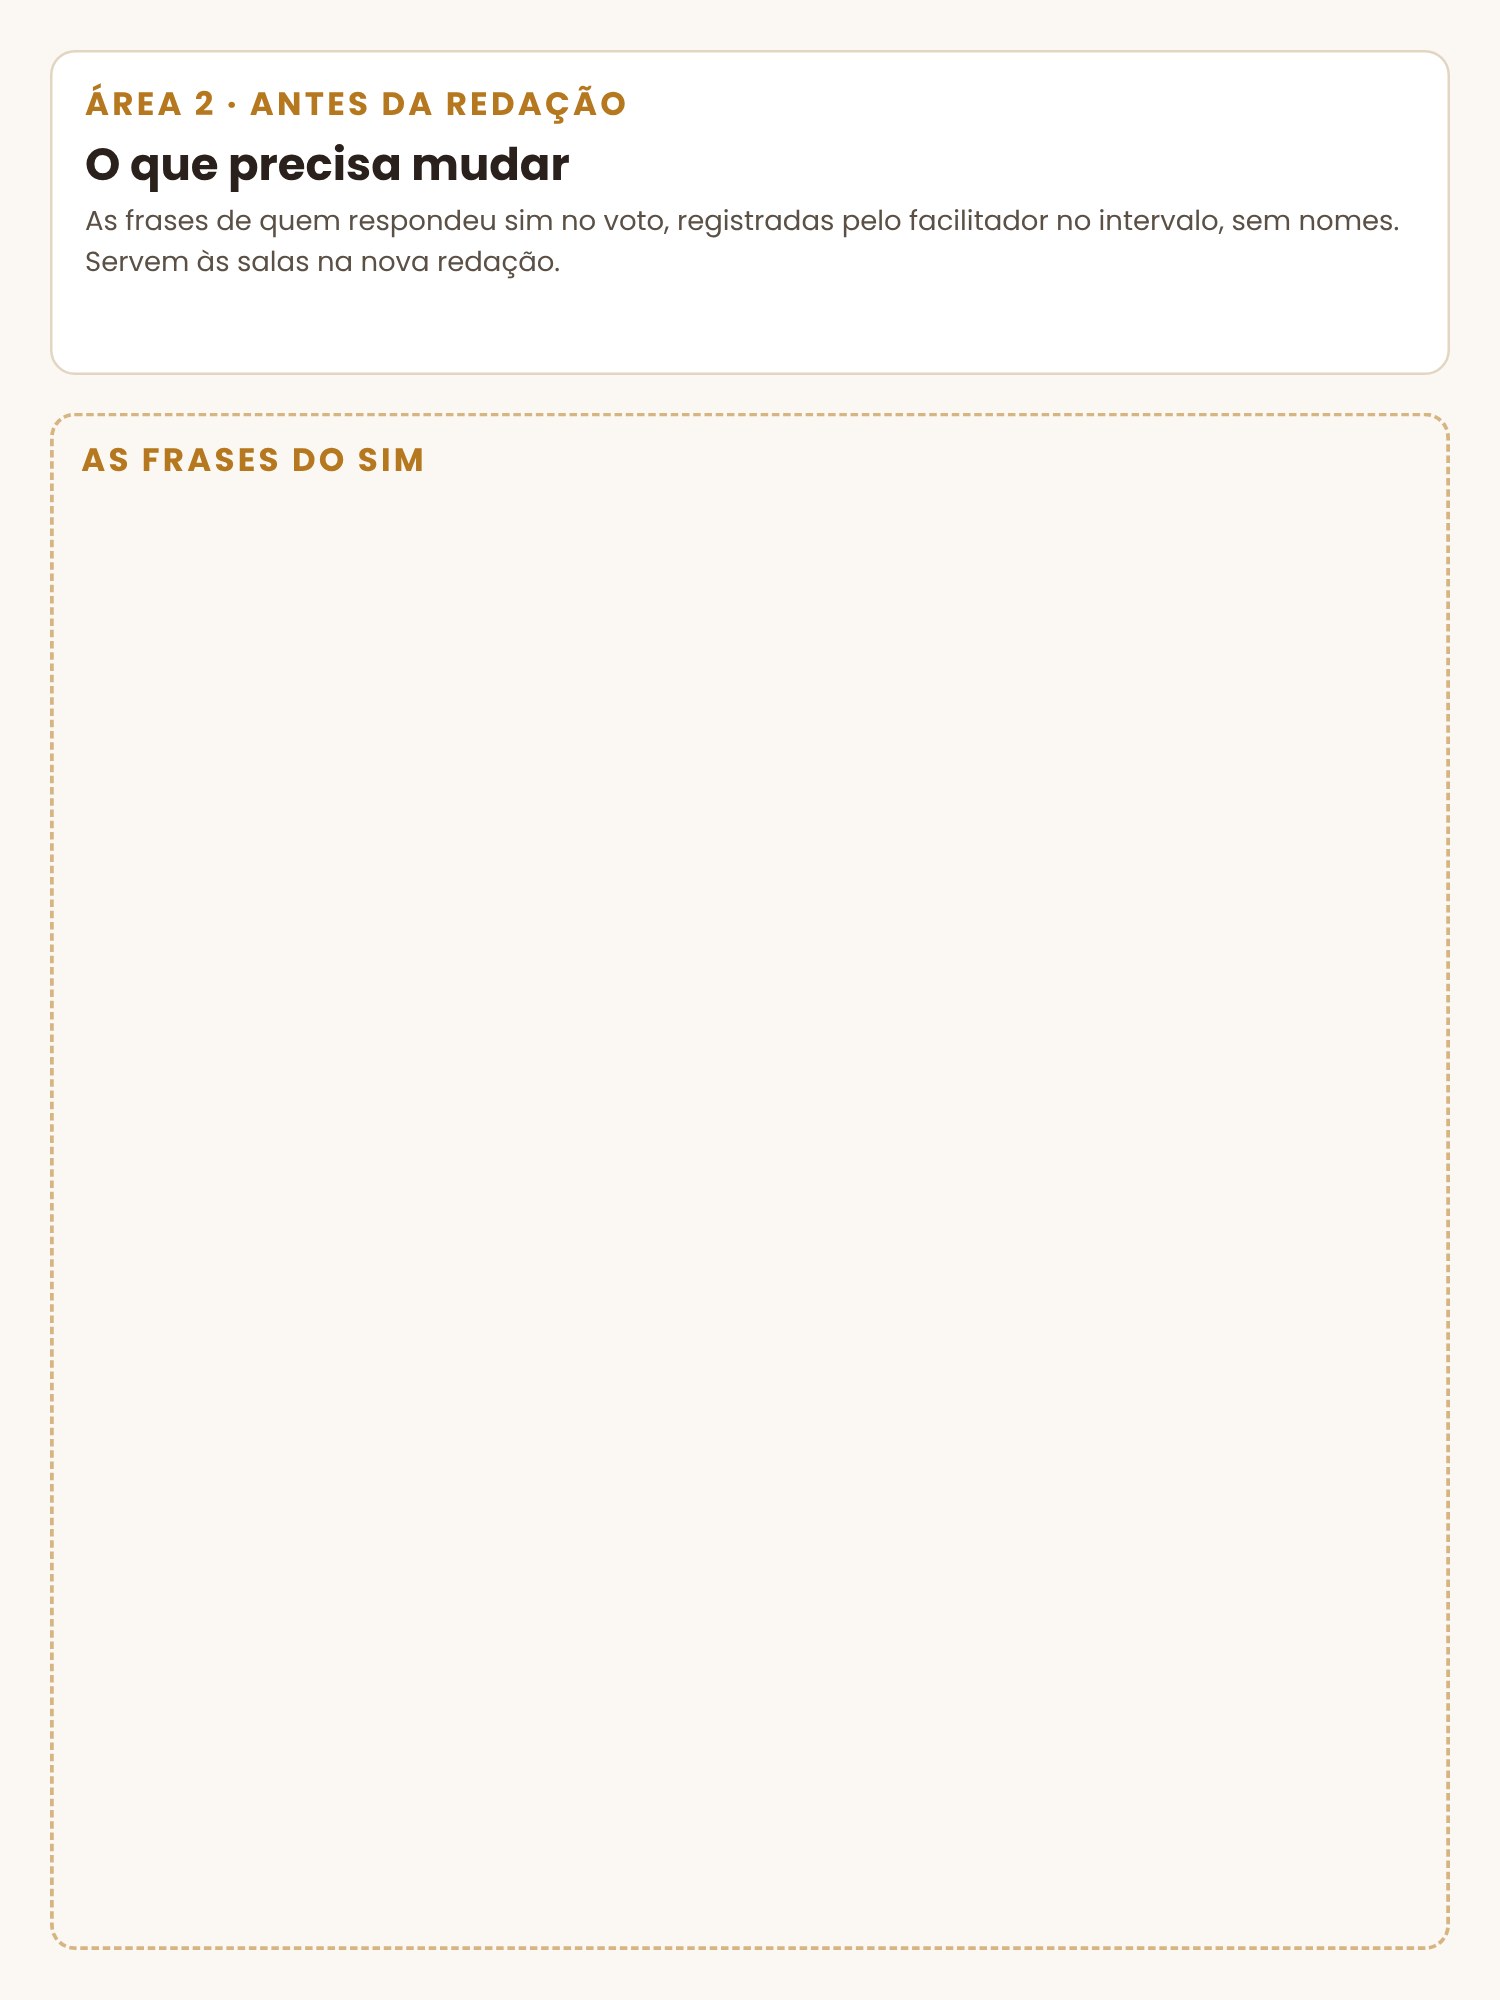 ÁREA 2 · ANTES DA REDAÇÃO
O que precisa mudar
As frases de quem respondeu sim no voto, registradas pelo facilitador no intervalo, sem nomes.
Servem às salas na nova redação.
AS FRASES DO SIM